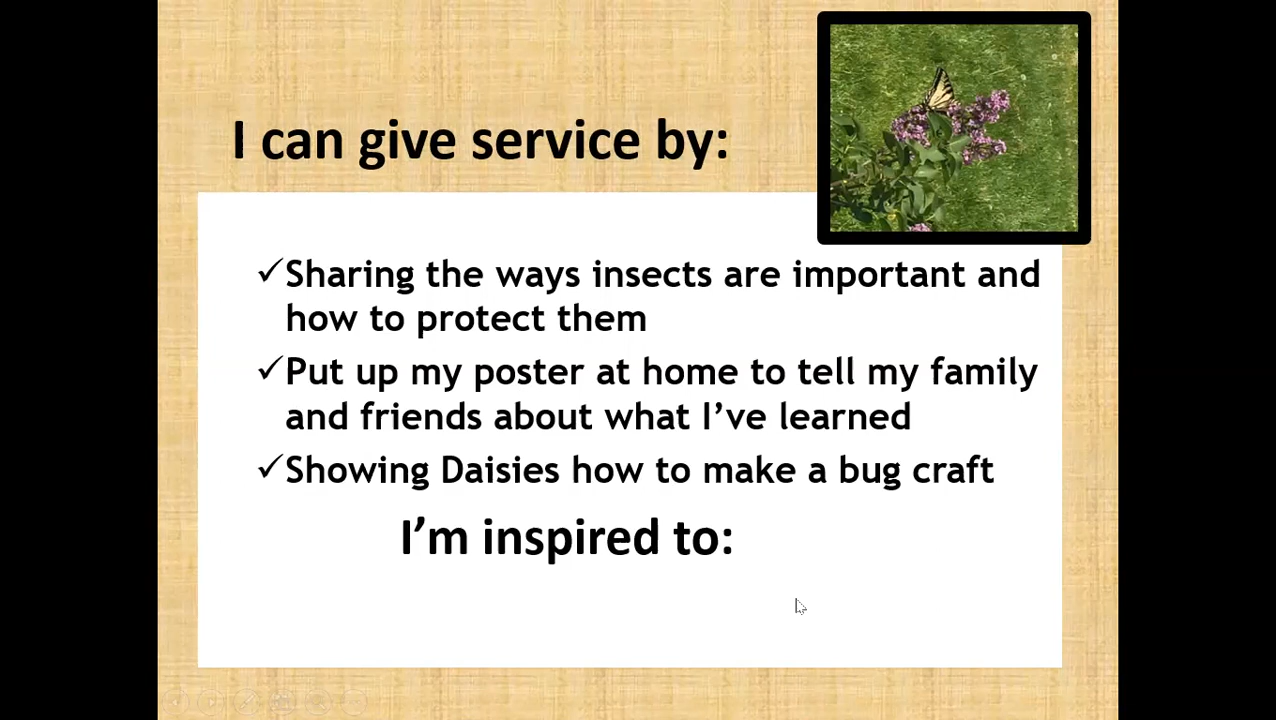 I can give service by:
✓Sharing the ways insects are important and
how to protect them
✓Put up my poster at home to tell my family
and friends about what I’ve learned
✓Showing Daisies how to make a bug craft
I’m inspired to: